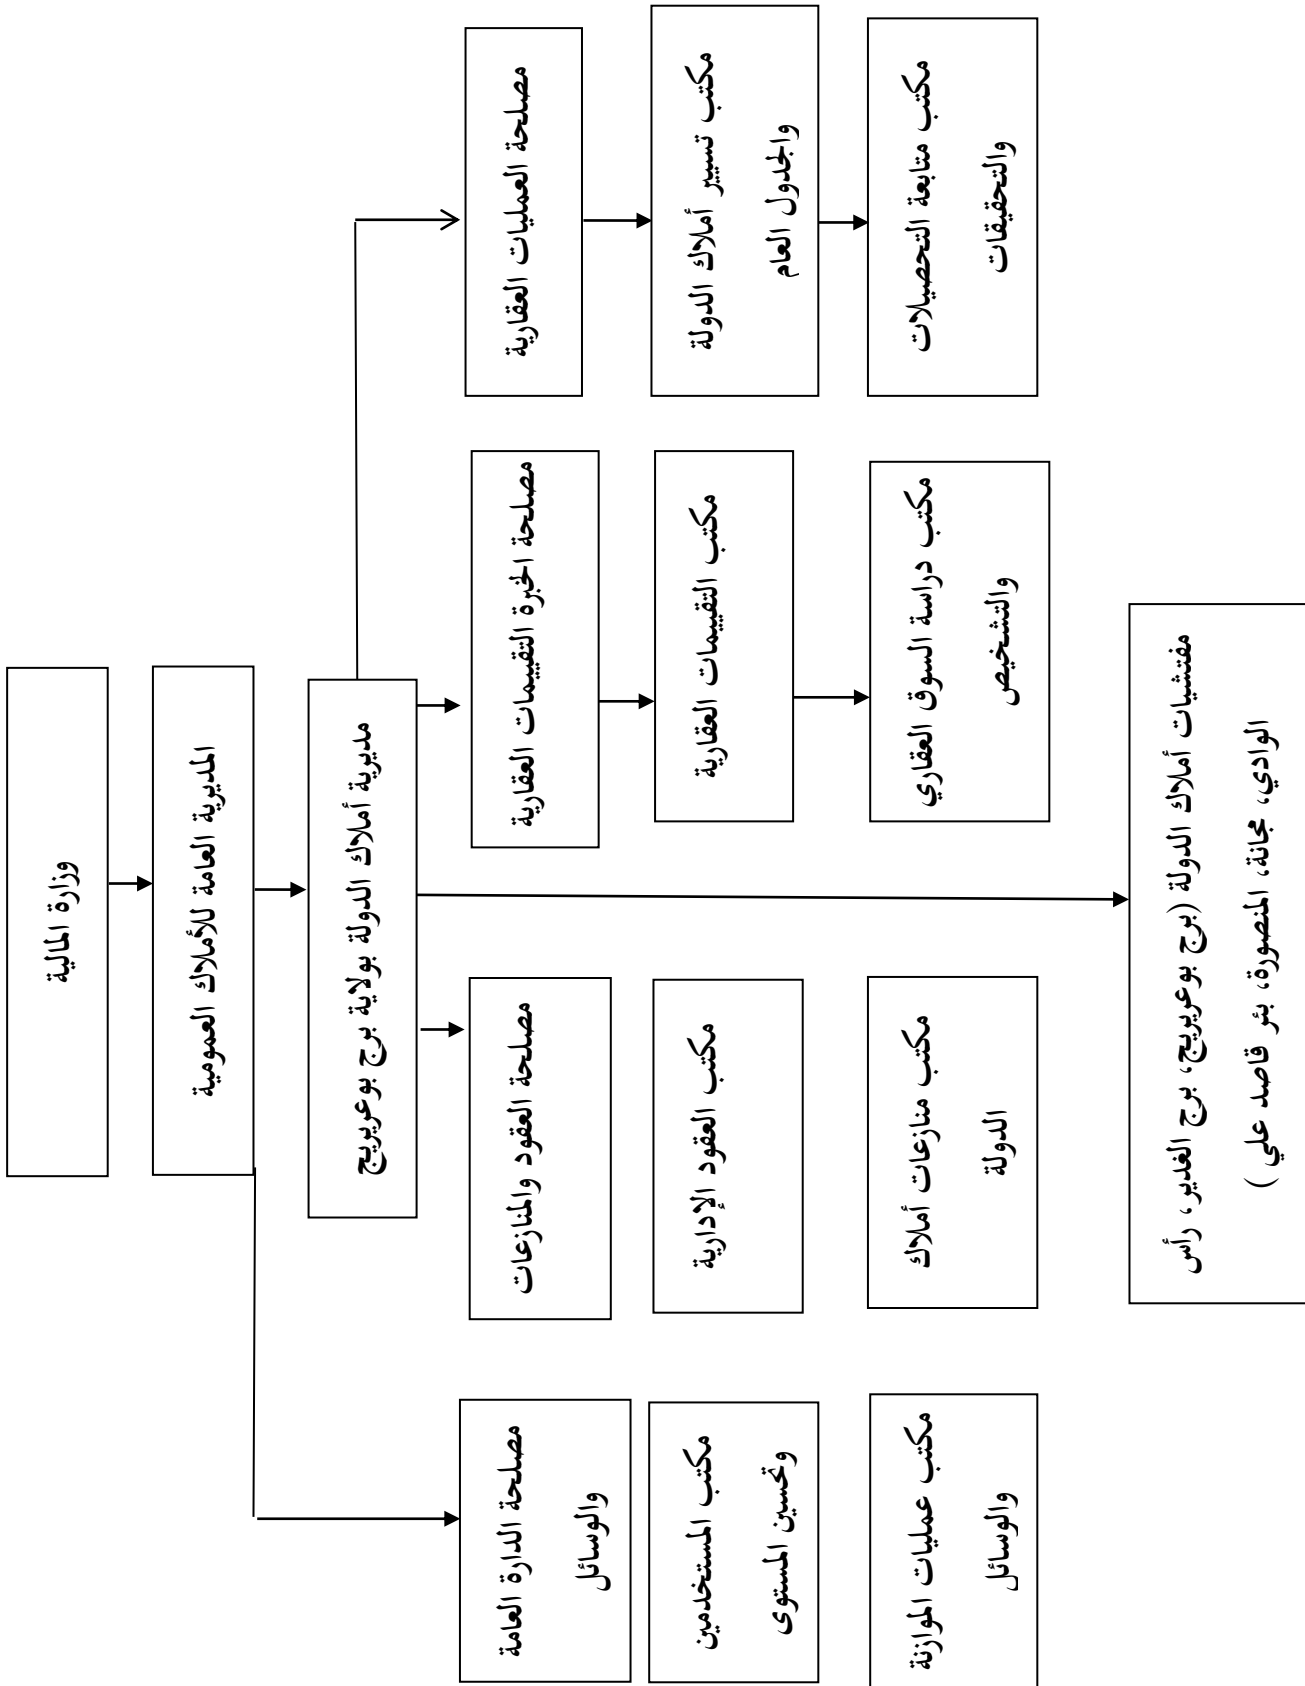 وزارة المالية
المديرية العامة للأملاك العمومية
مديرية أملاك الدولة بولاية برج بوعريريج
مصلحة العمليات العقارية
مصلحة الخبرة التقييمات العقارية
مصلحة العقود والمنازعات
مصلحة الدارة العامة
والوسائل
مكتب تسيير أملاك الدولة
والجدول العام
مكتب التقييمات العقارية
مكتب العقود الإدارية
مكتب المستخدمين
وتحسين المستوى
مكتب متابعة التحصيلات
والتحقيقات
مكتب دراسة السوق العقاري
والتشخيص
مكتب منازعات أملاك
الدولة
مكتب عمليات الموازنة
والوسائل
مفتشيات أملاك الدولة (برج بوعريريج، برج الغدير، رأس
الوادي، مجانة، المنصورة، بئر قاصد علي )